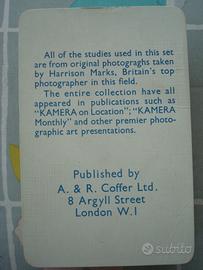 All of the studies used in this set
are from original photograghs taken
by Harrison Marks, Britain's top
photographer in this field.
The entire collection have all
appeared in publications such as
"KAMERA on Location"; "KAMERA
Monthly" and other premier photo-
graphic art presentations.
Published by
A. & R. Coffer Ltd.
8 Argyll Street
London W.1
subito